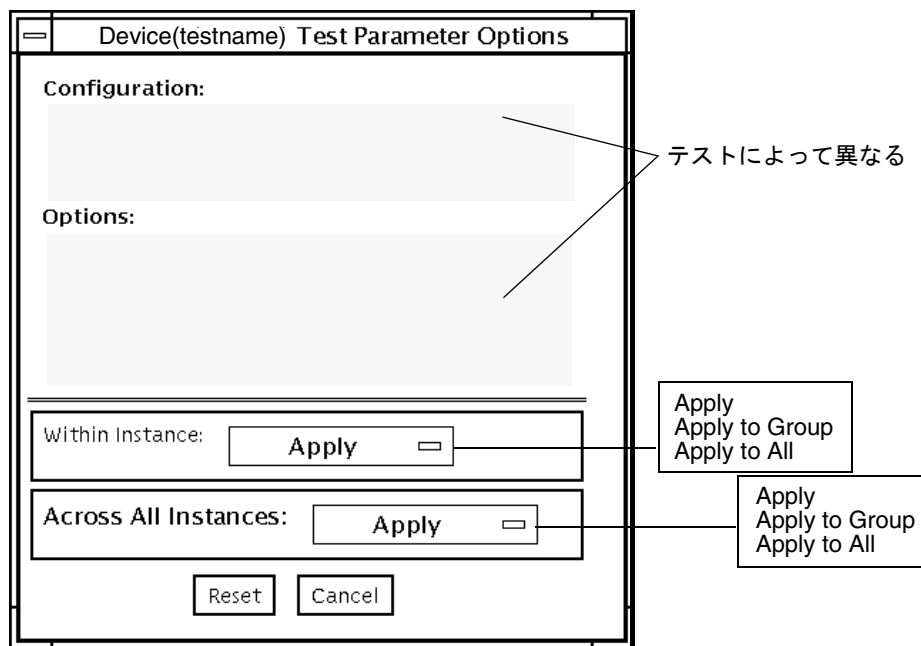 Device(testname) Test Parameter Options
Configuration:
テストによって異なる
Options:
Within Instance:
Apply
Apply
Apply to Group
Apply to All
Across All Instances:
Apply
Apply
Apply to Group
Apply to All
Reset
Cancel